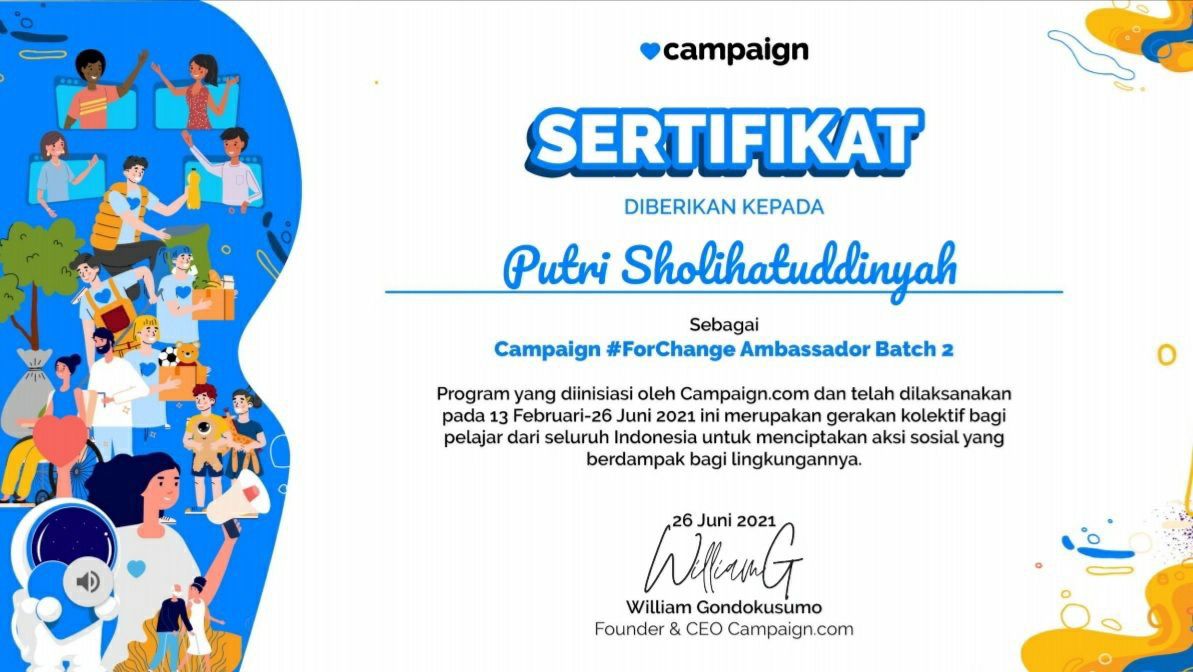 campaign
SERTIFIKAT
DIBERIKAN KEPADA
Putri Sholihatuddinyah
Sebagai
Campaign #ForChange Ambassador Batch 2
Program yang diinisiasi oleh Campaign.com dan telah dilaksanakan
pada 13 Februari-26 Juni 2021 ini merupakan gerakan kolektif bagi
pelajar dari seluruh Indonesia untuk menciptakan aksi sosial yang
berdampak bagi lingkungannya.
26 Juni 2021
WilliamG
William Gondokusumo
Founder & CEO Campaign.com